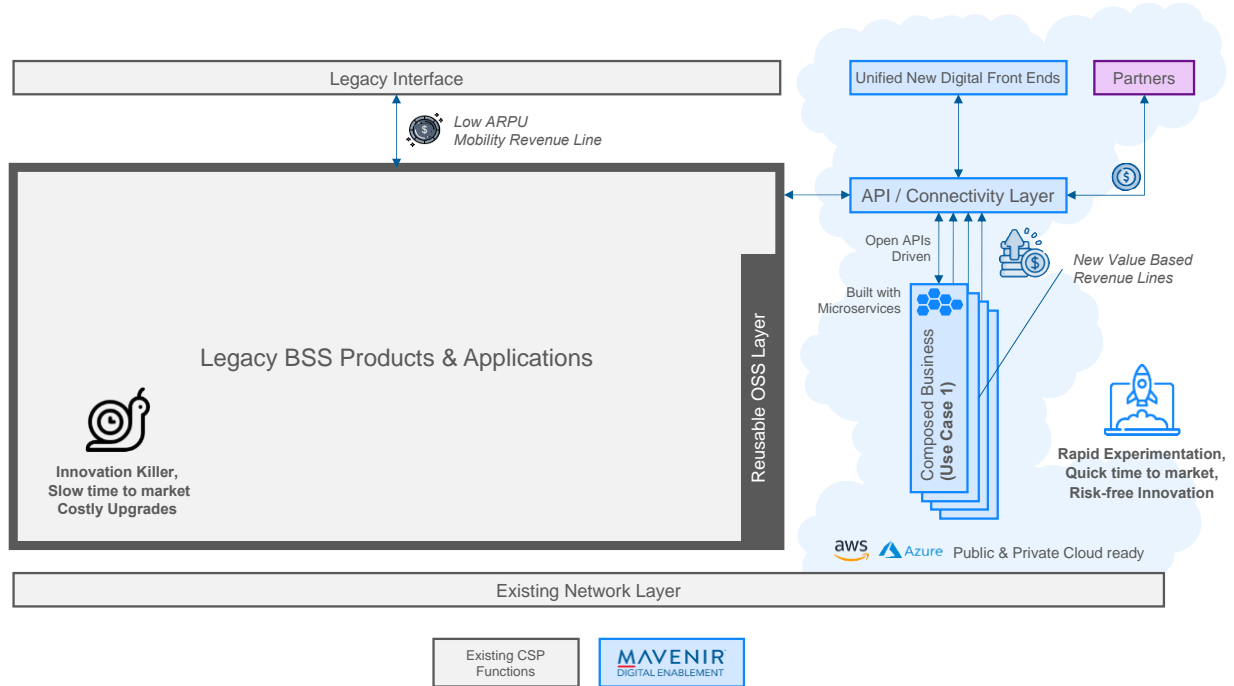 Legacy Interface
Unified New Digital Front Ends
Partners
Low ARPU
Mobility Revenue Line
API / Connectivity Layer
Open APIs
Driven
New Value Based
Revenue Lines
Built with
Microservices
Legacy BSS Products & Applications
Reusable OSS Layer
Composed Business
(Use Case 1)
Innovation Killer,
Slow time to market
Costly Upgrades
Rapid Experimentation,
Quick time to market,
Risk-free Innovation
aws
Azure
Public & Private Cloud ready
Existing Network Layer
Existing CSP
Functions
MAVENIR
DIGITAL ENABLEMENT